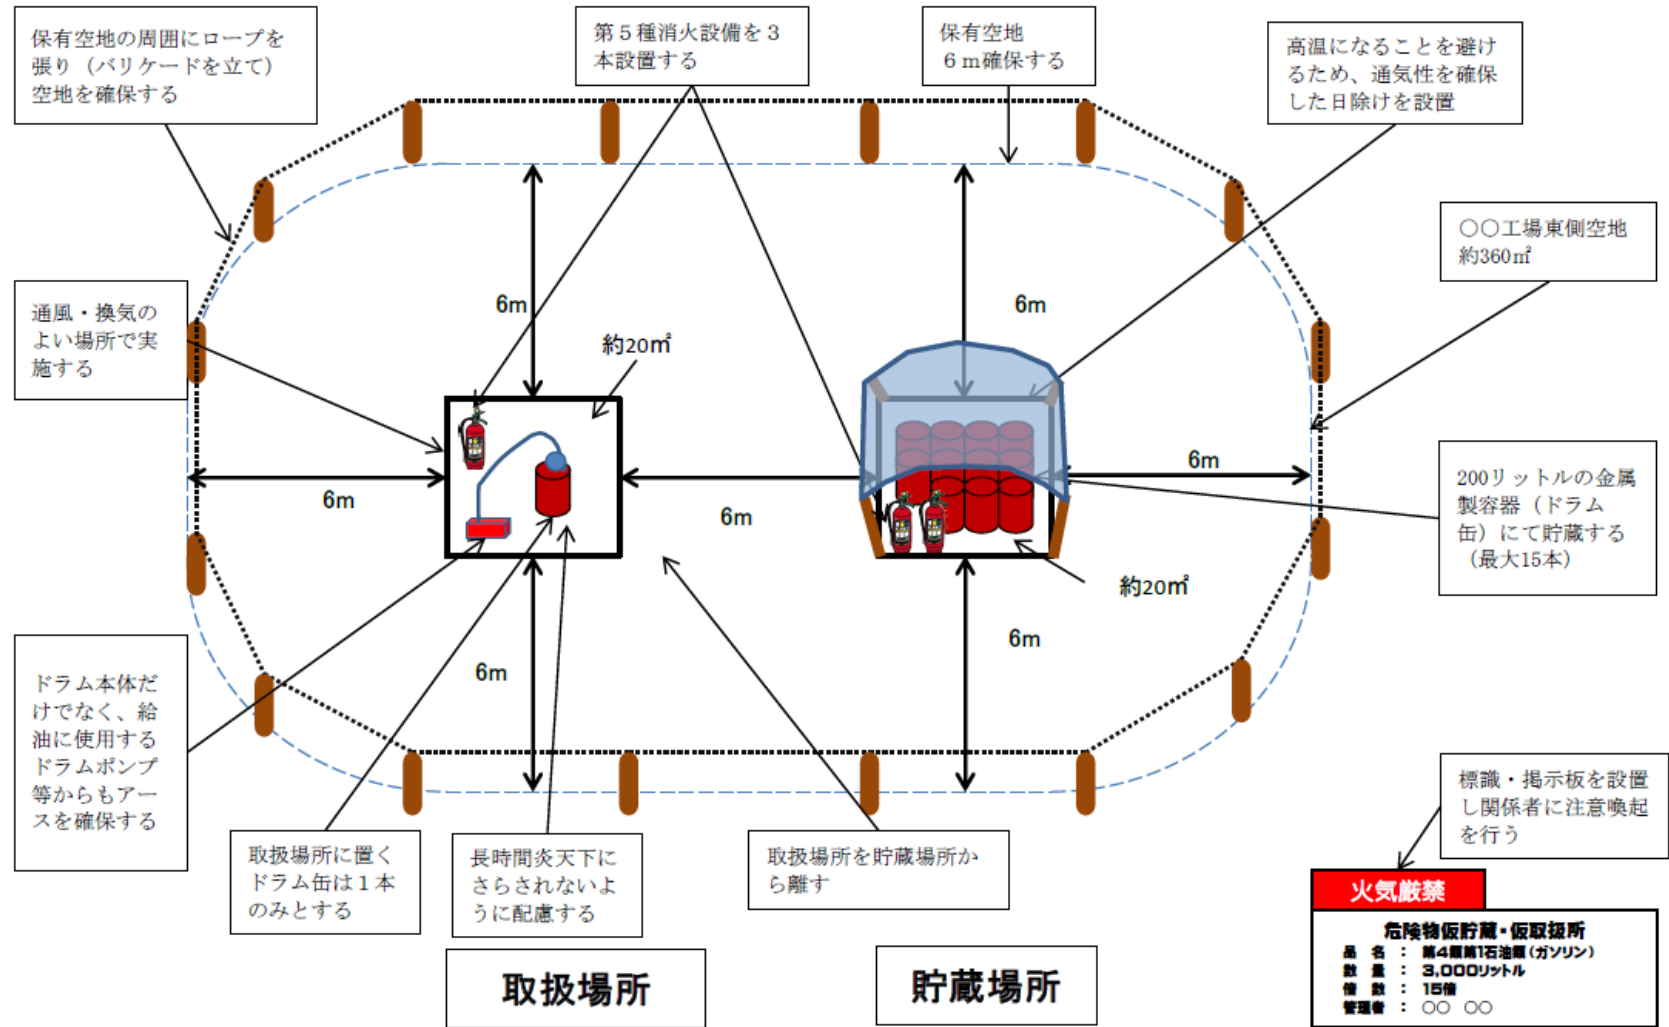 保有空地の周囲にロープを
張り（バリケードを立て）
空地を確保する
第５種消火設備を３
本設置する
保有空地
６ｍ確保する
高温になることを避け
るため、通気性を確保
した日除けを設置
〇〇工場東側空地
約360㎡
通風・換気の
よい場所で実
施する
6m
6m
約20㎡
6m
6m
6m
200リットルの金属
製容器（ドラム
缶）にて貯蔵する
（最大15本）
約20㎡
6m
6m
ドラム本体だ
けでなく、給
油に使用する
ドラムポンプ
等からもアー
スを確保する
取扱場所に置く
ドラム缶は１本
のみとする
長時間炎天下に
さらされないよ
うに配慮する
取扱場所を貯蔵場所か
ら離す
標識・掲示板を設置
し関係者に注意喚起
を行う
取扱場所
貯蔵場所
火気厳禁
危険物仮貯蔵・仮取扱所
品　名　：　第4類第1石油類（ガソリン）
数　量　：　3,000リットル
倍　数　：　15倍
管理者　：　〇〇　〇〇